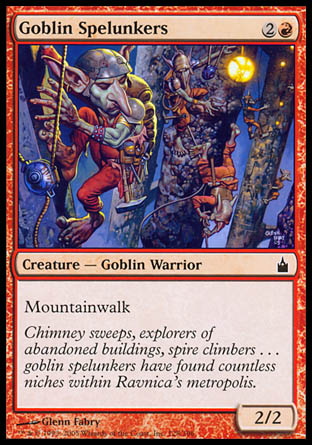 Goblin Spelunkers 2
Creature — Goblin Warrior
Mountainwalk
Chimney sweeps, explorers of
abandoned buildings, spire climbers . . .
goblin spelunkers have found countless
niches within Ravnica's metropolis.
2/2
Glenn Fabry